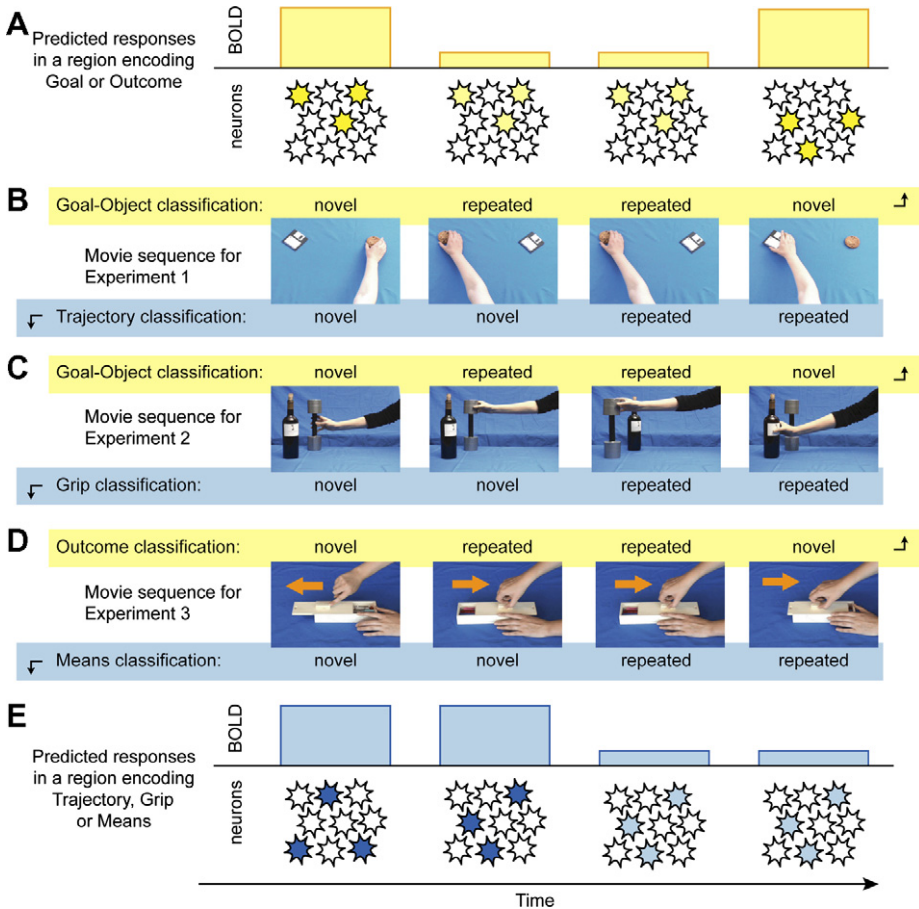 A
Predicted responses
in a region encoding
Goal or Outcome
BOLD
neurons
B
Goal-Object classification: novel repeated repeated novel
Movie sequence for
Experiment 1
Trajectory classification: novel novel repeated repeated
C
Goal-Object classification: novel repeated repeated novel
Movie sequence for
Experiment 2
Grip classification: novel novel repeated repeated
D
Outcome classification: novel repeated repeated novel
Movie sequence for
Experiment 3
Means classification: novel novel repeated repeated
E
Predicted responses
in a region encoding
Trajectory, Grip
or Means
BOLD
neurons
Time